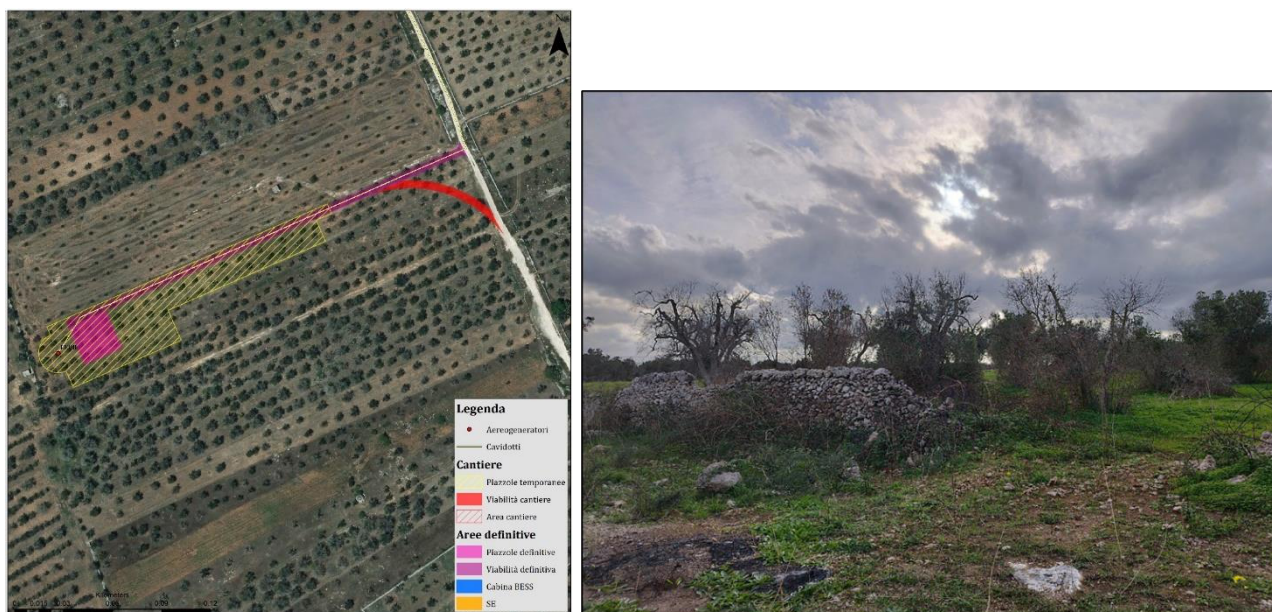 N
Legenda
Aereogeneratori
Cavidotti
Cantiere
Piazzole temporanee
Viabilità cantiere
Area cantiere
Aree definitive
Piazzole definitive
Viabilità definitiva
Cabina BESS
SE
Kilometers